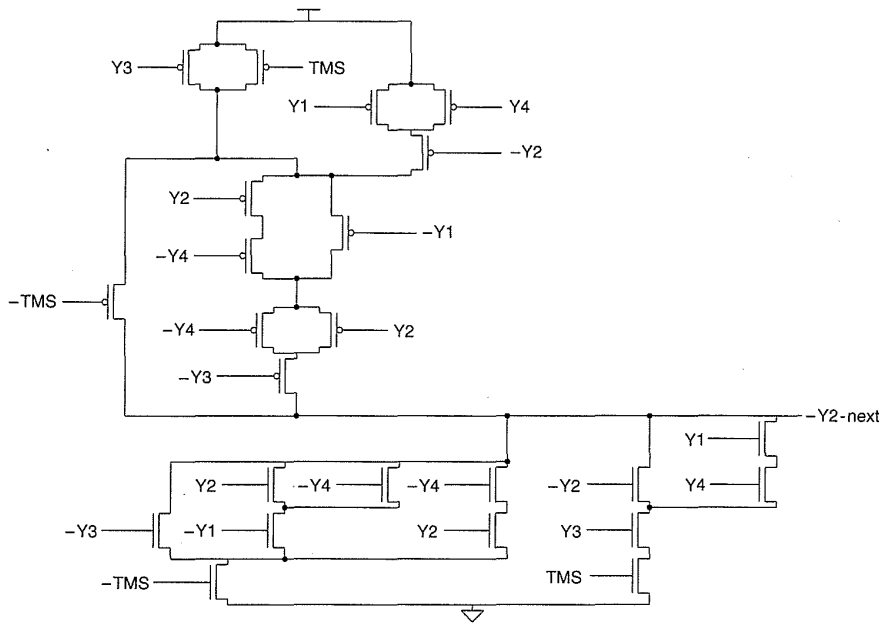 Y3 TMS
Y1 Y4
–Y2
Y2
–Y1
–Y4
–TMS
–Y4 Y2
–Y3
–Y2-next
Y1
Y2 –Y4 –Y4 –Y2 Y4
–Y3 –Y1 Y2 Y3
–TMS TMS